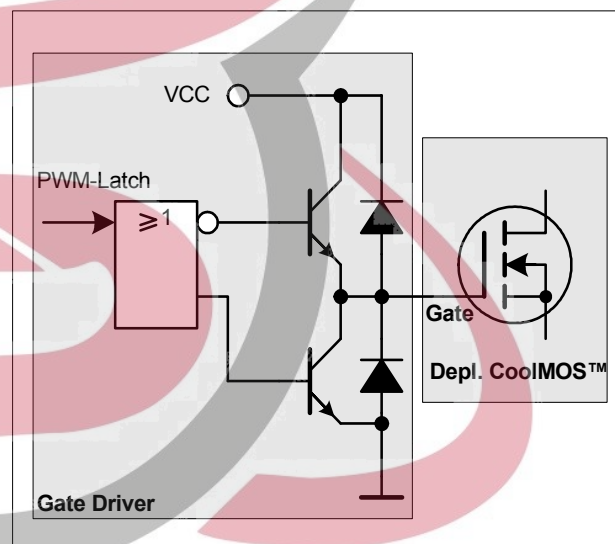 VCC
PWM-Latch
≥1
Gate
Depl. CoolMOS™
Gate Driver